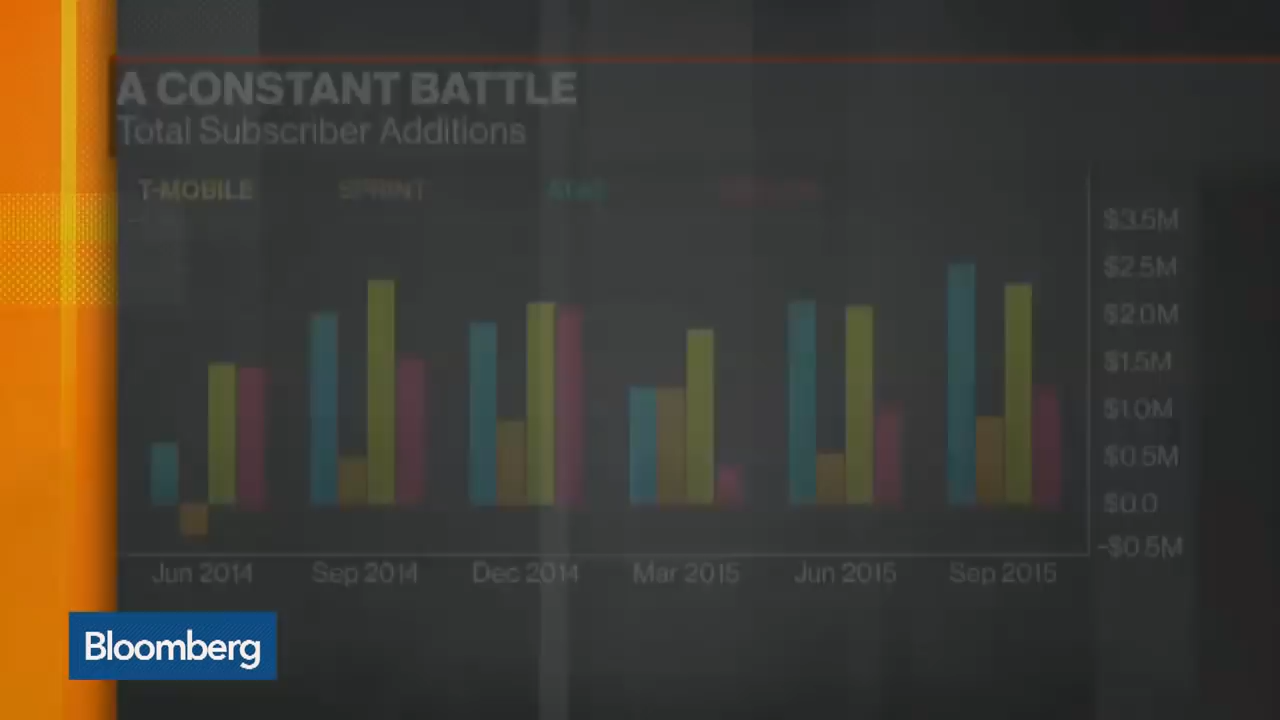 A CONSTANT BATTLE
Total Subscriber Additions
T-MOBILE SPRINT AT&T
$3.5M
$2.5M
$2.0M
$1.5M
$1.0M
$0.5M
$0.0
-$0.5M
Jun 2014 Sep 2014 Dec 2014 Mar 2015 Jun 2015 Sep 2015
Bloomberg